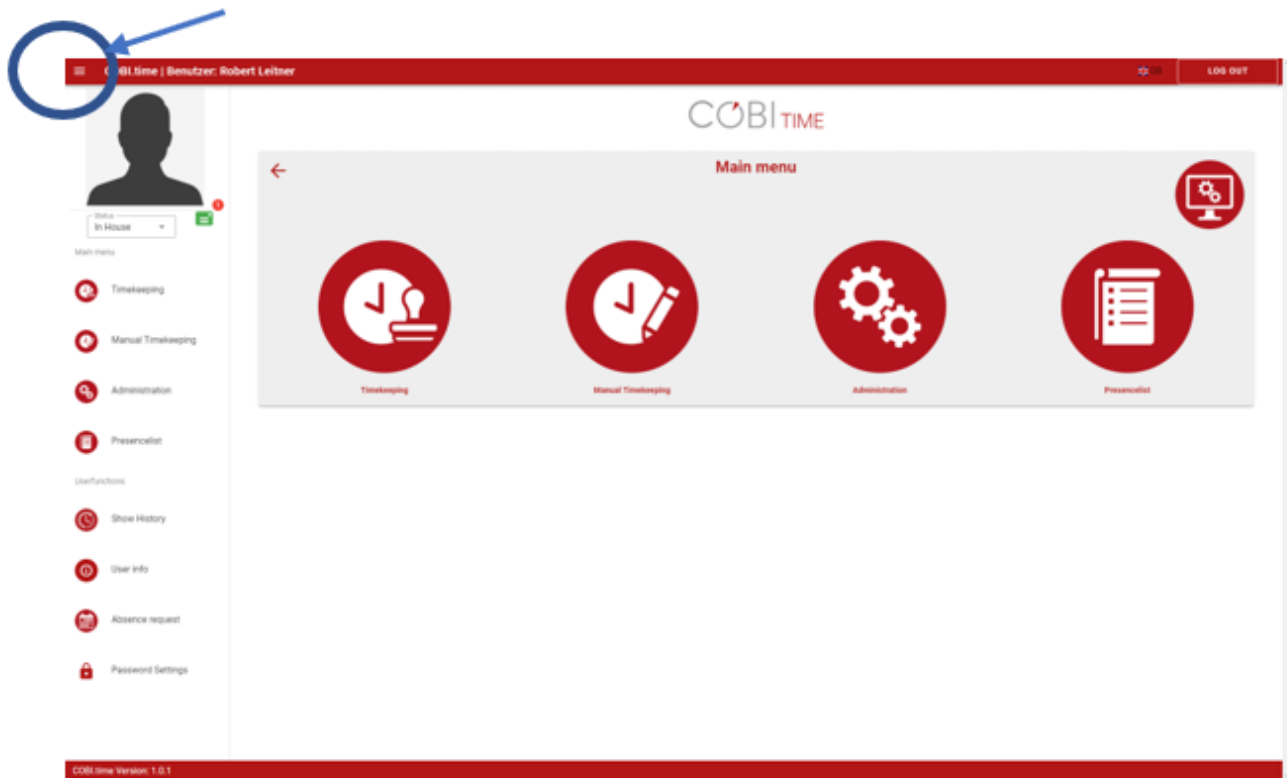 COBI.time | Benutzer: Robert Leitner
GB
LOG OUT
COBI TIME
Main menu
Status
In House
Main menu
Timekeeping
Manual Timekeeping
Administration
Presencelist
Timekeeping
Manual Timekeeping
Administration
Presencelist
Userfunctions
Show History
User info
Absence request
Password Settings
COBI.time Version: 1.0.1